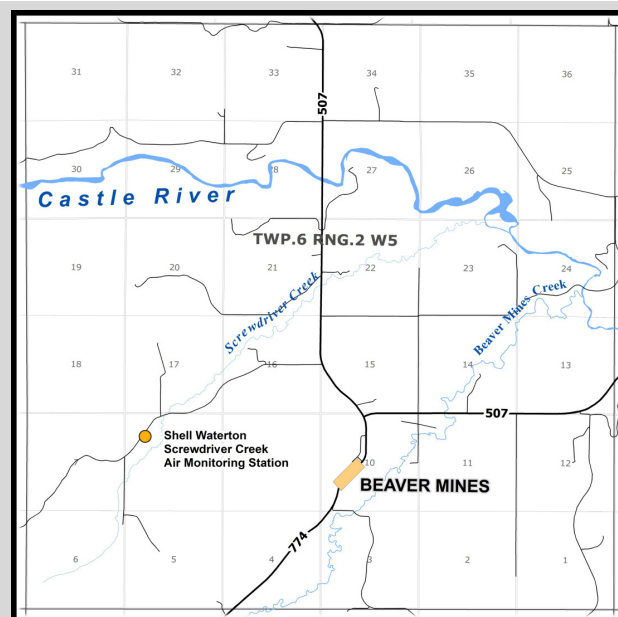 31 32 33 34 35 36
507
30 29 28 27 26 25
Castle River
TWP.6 RNG.2 W5
19 20 21 22 23 24
Screwdriver Creek
Beaver Mines Creek
18 17 16 15 14 13
507
Shell Waterton
Screwdriver Creek
Air Monitoring Station
7 10 11 12
BEAVER MINES
774
6 5 4 3 2 1